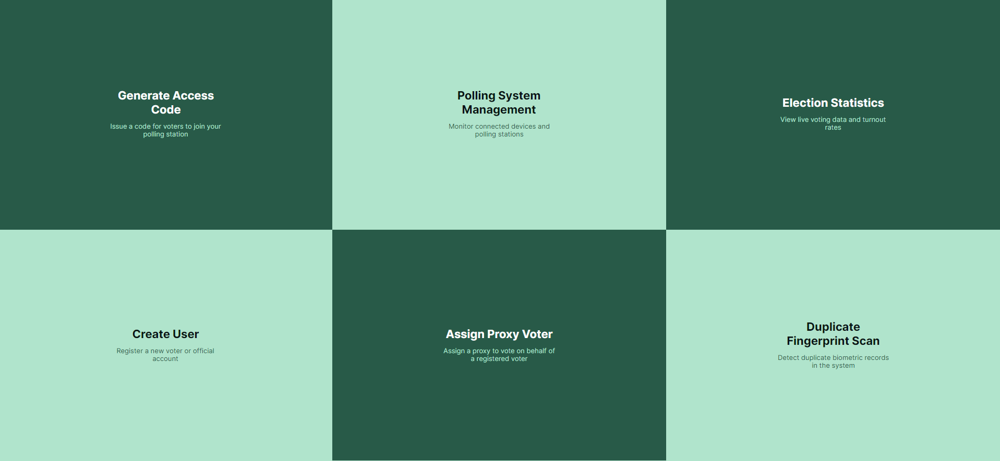 Generate Access
Code
Issue a code for voters to join your
polling station
Polling System
Management
Monitor connected devices and
polling stations
Election Statistics
View live voting data and turnout
rates
Create User
Register a new voter or official
account
Assign Proxy Voter
Assign a proxy to vote on behalf of
a registered voter
Duplicate
Fingerprint Scan
Detect duplicate biometric records
in the system